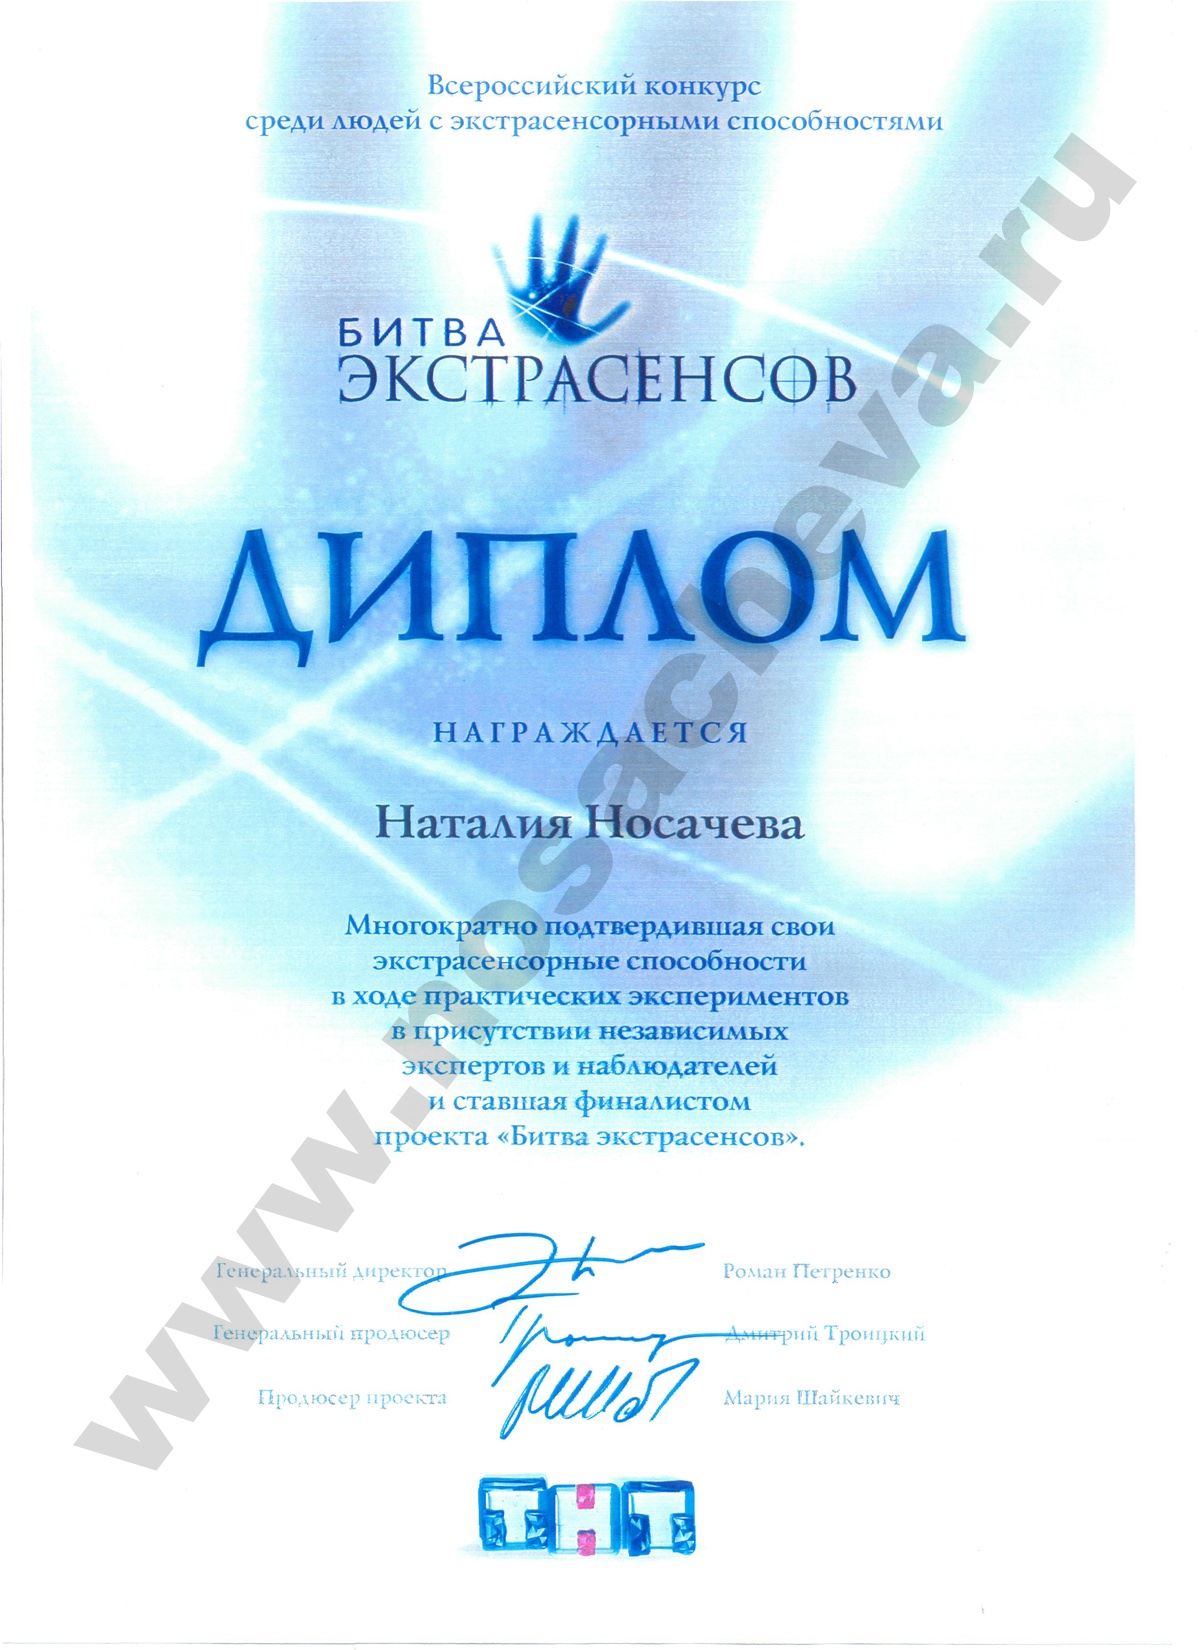 Всероссийский конкурс
среди людей с экстрасенсорными способностями
БИТВА
ЭКСТРАСЕНСОВ
ДИПЛОМ
НАГРАЖДАЕТСЯ
Наталия Носачева
Многократно подтвердившая свои
экстрасенсорные способности
в ходе практических экспериментов
в присутствии независимых
экспертов и наблюдателей
и ставшая финалистом
проекта «Битва экстрасенсов».
Генеральный директор Роман Петренко
Генеральный продюсер Дмитрий Троицкий
Продюсер проекта Мария Шайкевич
ТНТ
www.nosacheva.ru